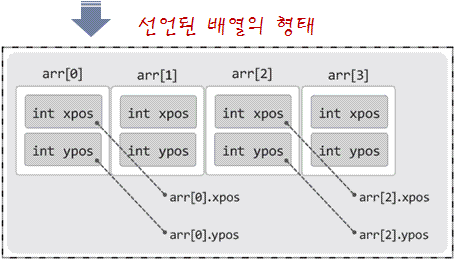 선언된 배열의 형태
arr[0] arr[1] arr[2] arr[3]
int xpos int xpos int xpos int xpos
int ypos int ypos int ypos int ypos
arr[0].xpos arr[2].xpos
arr[0].ypos arr[2].ypos